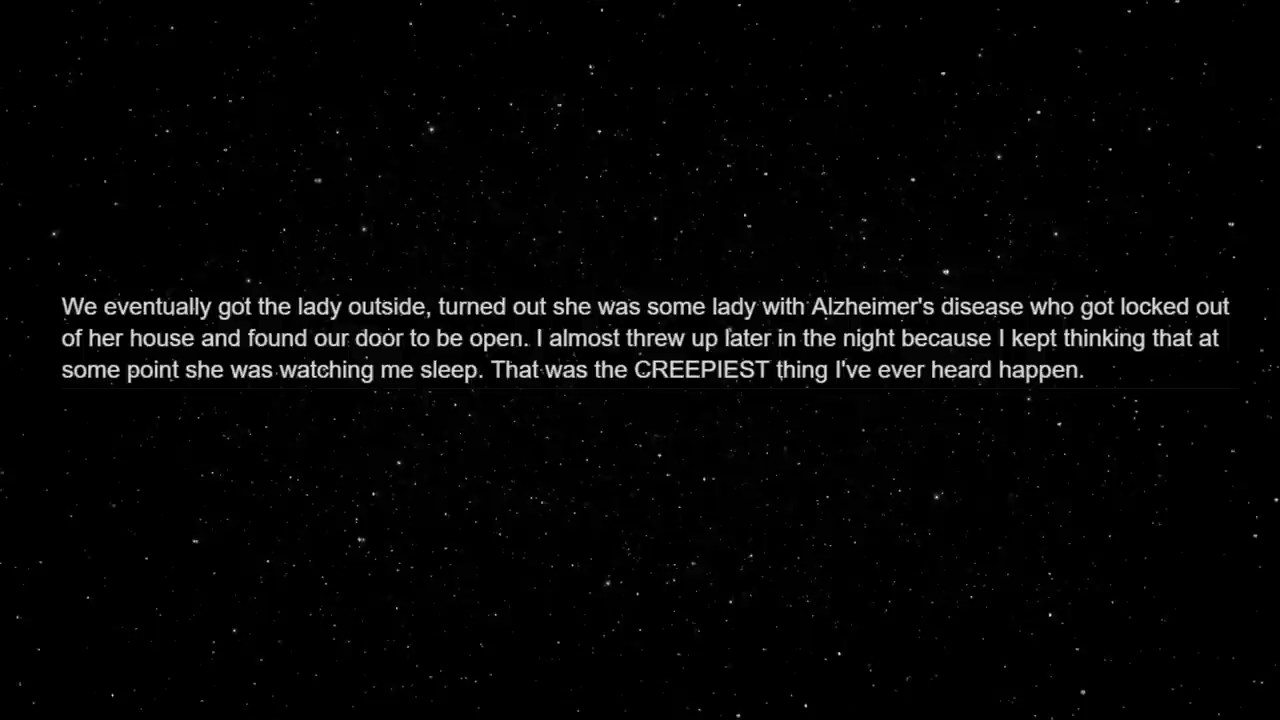 We eventually got the lady outside, turned out she was some lady with Alzheimer's disease who got locked out
of her house and found our door to be open. I almost threw up later in the night because I kept thinking that at
some point she was watching me sleep. That was the CREEPIEST thing I've ever heard happen.